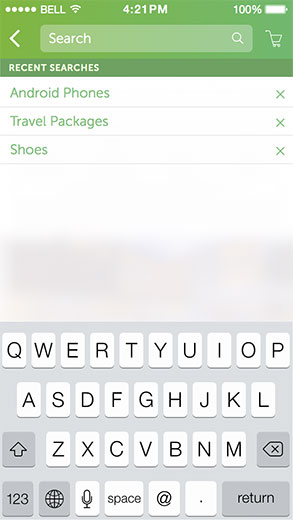 BELL 4:21PM 100%
Search
RECENT SEARCHES
Android Phones ×
Travel Packages ×
Shoes ×
Q W E R T Y U I O P
A S D F G H J K L
Z X C V B N M
123 space @ . return